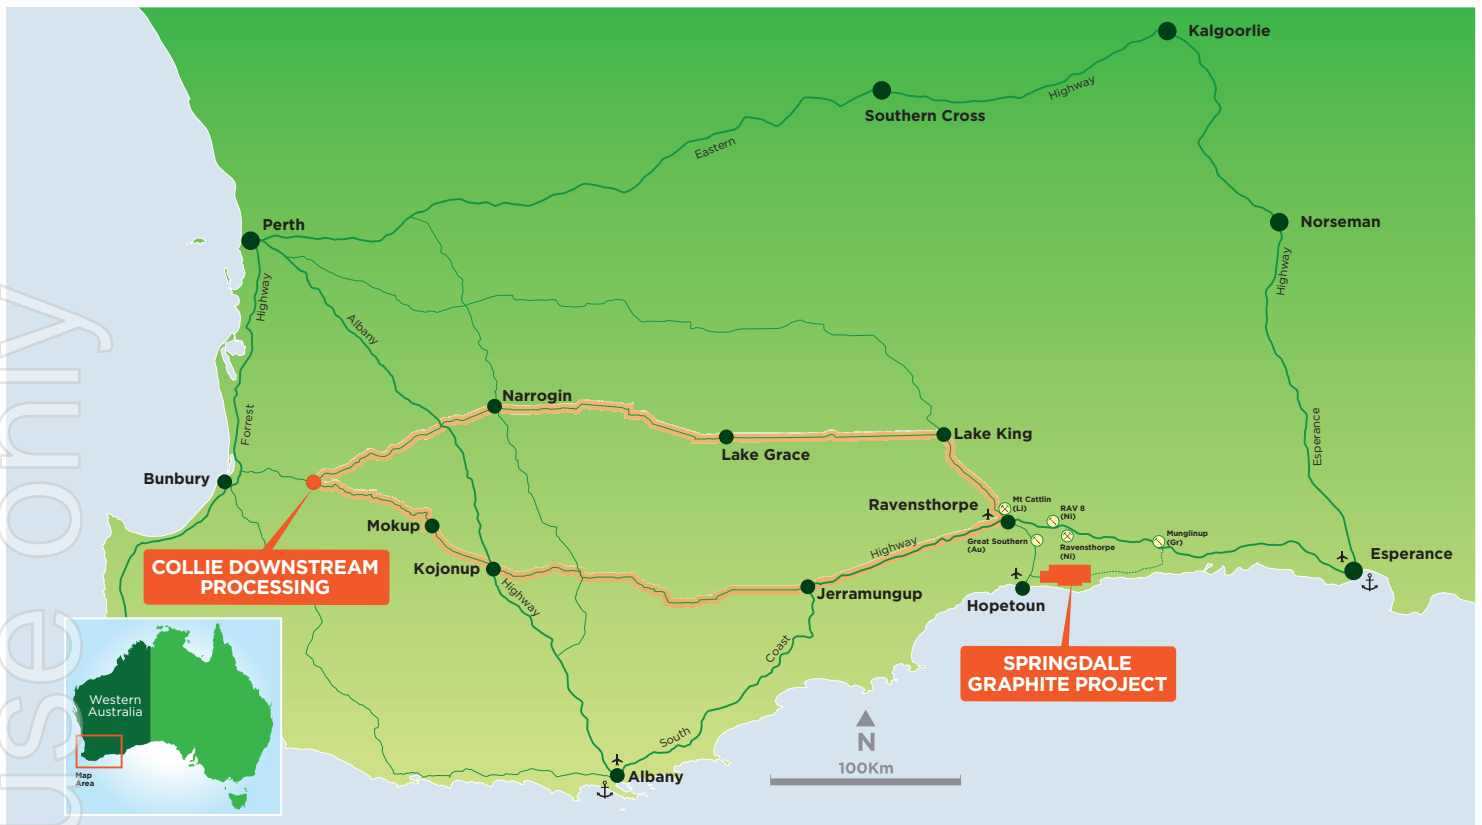 Kalgoorlie
Highway
Southern Cross
Eastern
Perth
Norseman
Highway
Highway
Albany
Narrogin
Forrest
Esperance
Lake King
Lake Grace
Bunbury
Ravensthorpe
Mt Cattlin
(Li)
RAV 8
(Ni)
Mokup
Great Southern
(Au)
Ravensthorpe
(Ni)
Munglinup
(Gr)
Highway
Esperance
COLLIE DOWNSTREAM
PROCESSING
Kojonup
Highway
Jerramungup
Hopetoun
Coast
SPRINGDALE
GRAPHITE PROJECT
Western
Australia
South
N
100Km
Map
Area
Albany
use only